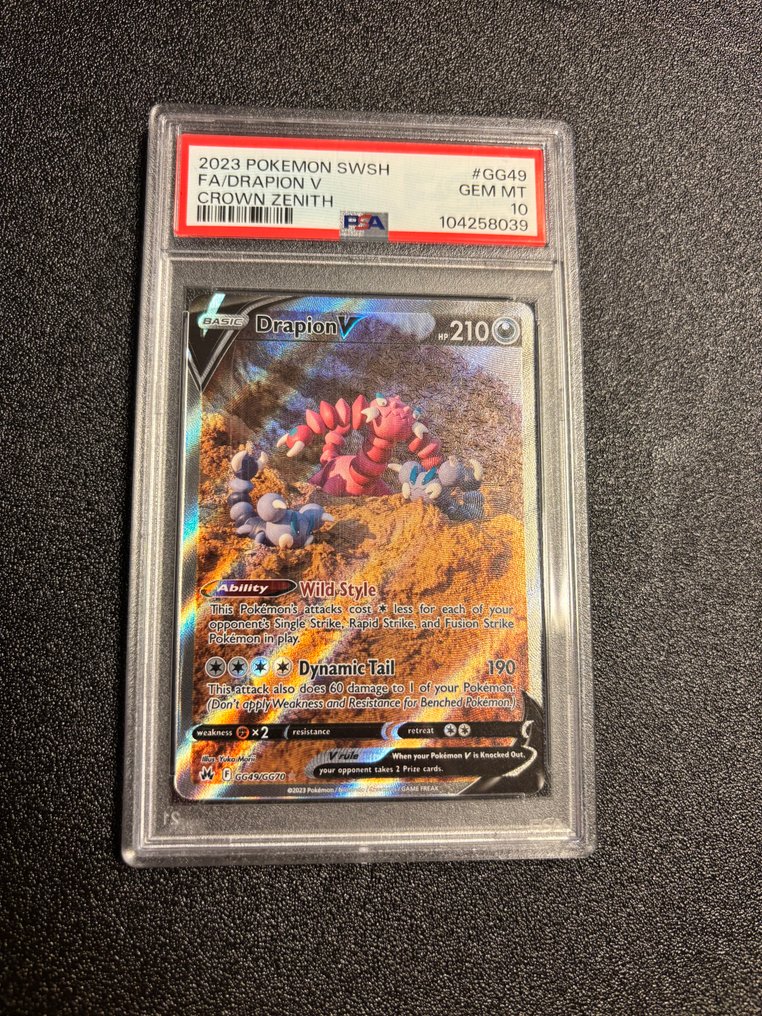 2023 POKEMON SWSH #GG49
FA/DRAPION V GEM MT
CROWN ZENITH 10
PSA 104258039
BASIC Drapion V HP 210
Ability Wild Style
This Pokémon's attacks cost less for each of your
opponent's Single Strike, Rapid Strike, and Fusion Strike
Pokémon in play.
Dynamic Tail 190
This attack also does 60 damage to 1 of your Pokémon.
(Don't apply Weakness and Resistance for Benched Pokémon.)
weakness ×2 resistance retreat
Illus. Yuka Morii
V rule When your Pokémon V is Knocked Out,
your opponent takes 2 Prize cards.
F GG49/GG70
©2023 Pokémon / Nintendo / Creatures / GAME FREAK